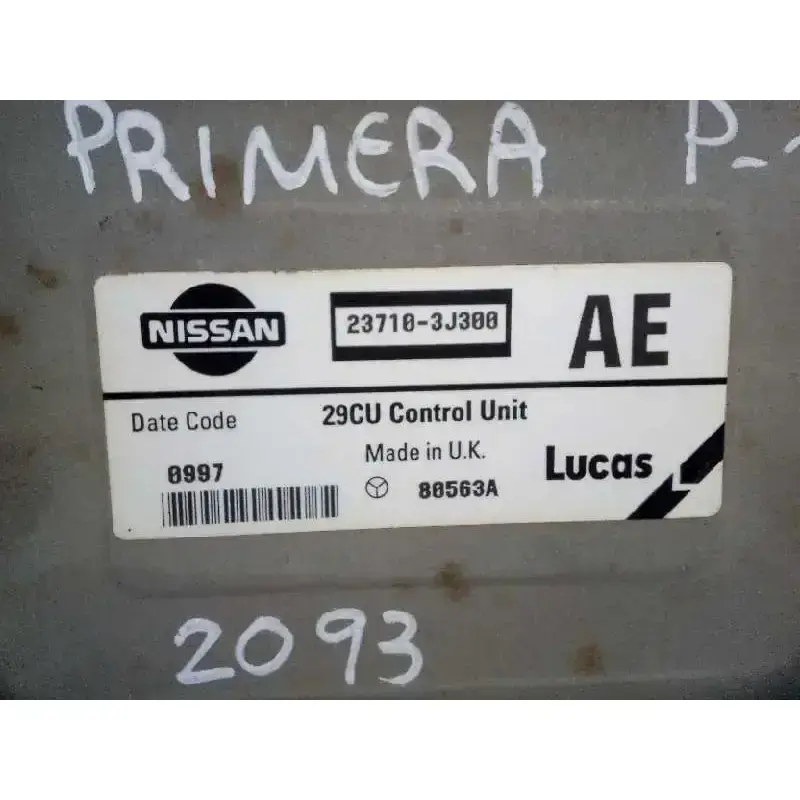 PRIMERA P-
NISSAN 23710-3J300 AE
Date Code 29CU Control Unit
Made in U.K.
0997 80563A Lucas
2093